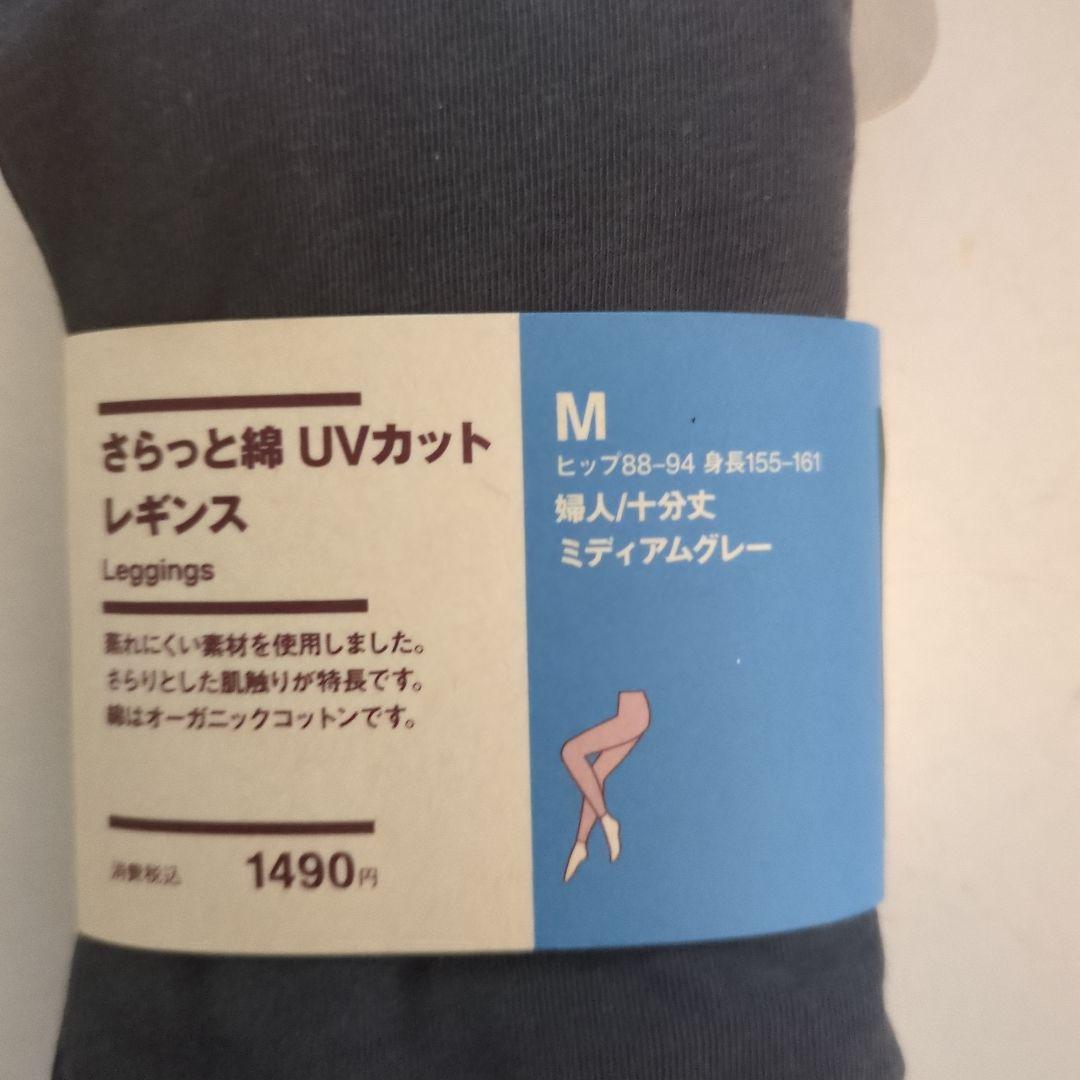 さらっと綿 UVカット
レギンス
Leggings
蒸れにくい素材を使用しました。
さらりとした肌触りが特長です。
綿はオーガニックコットンです。
消費税込 1490円
M
ヒップ88-94 身長155-161
婦人/十分丈
ミディアムグレー